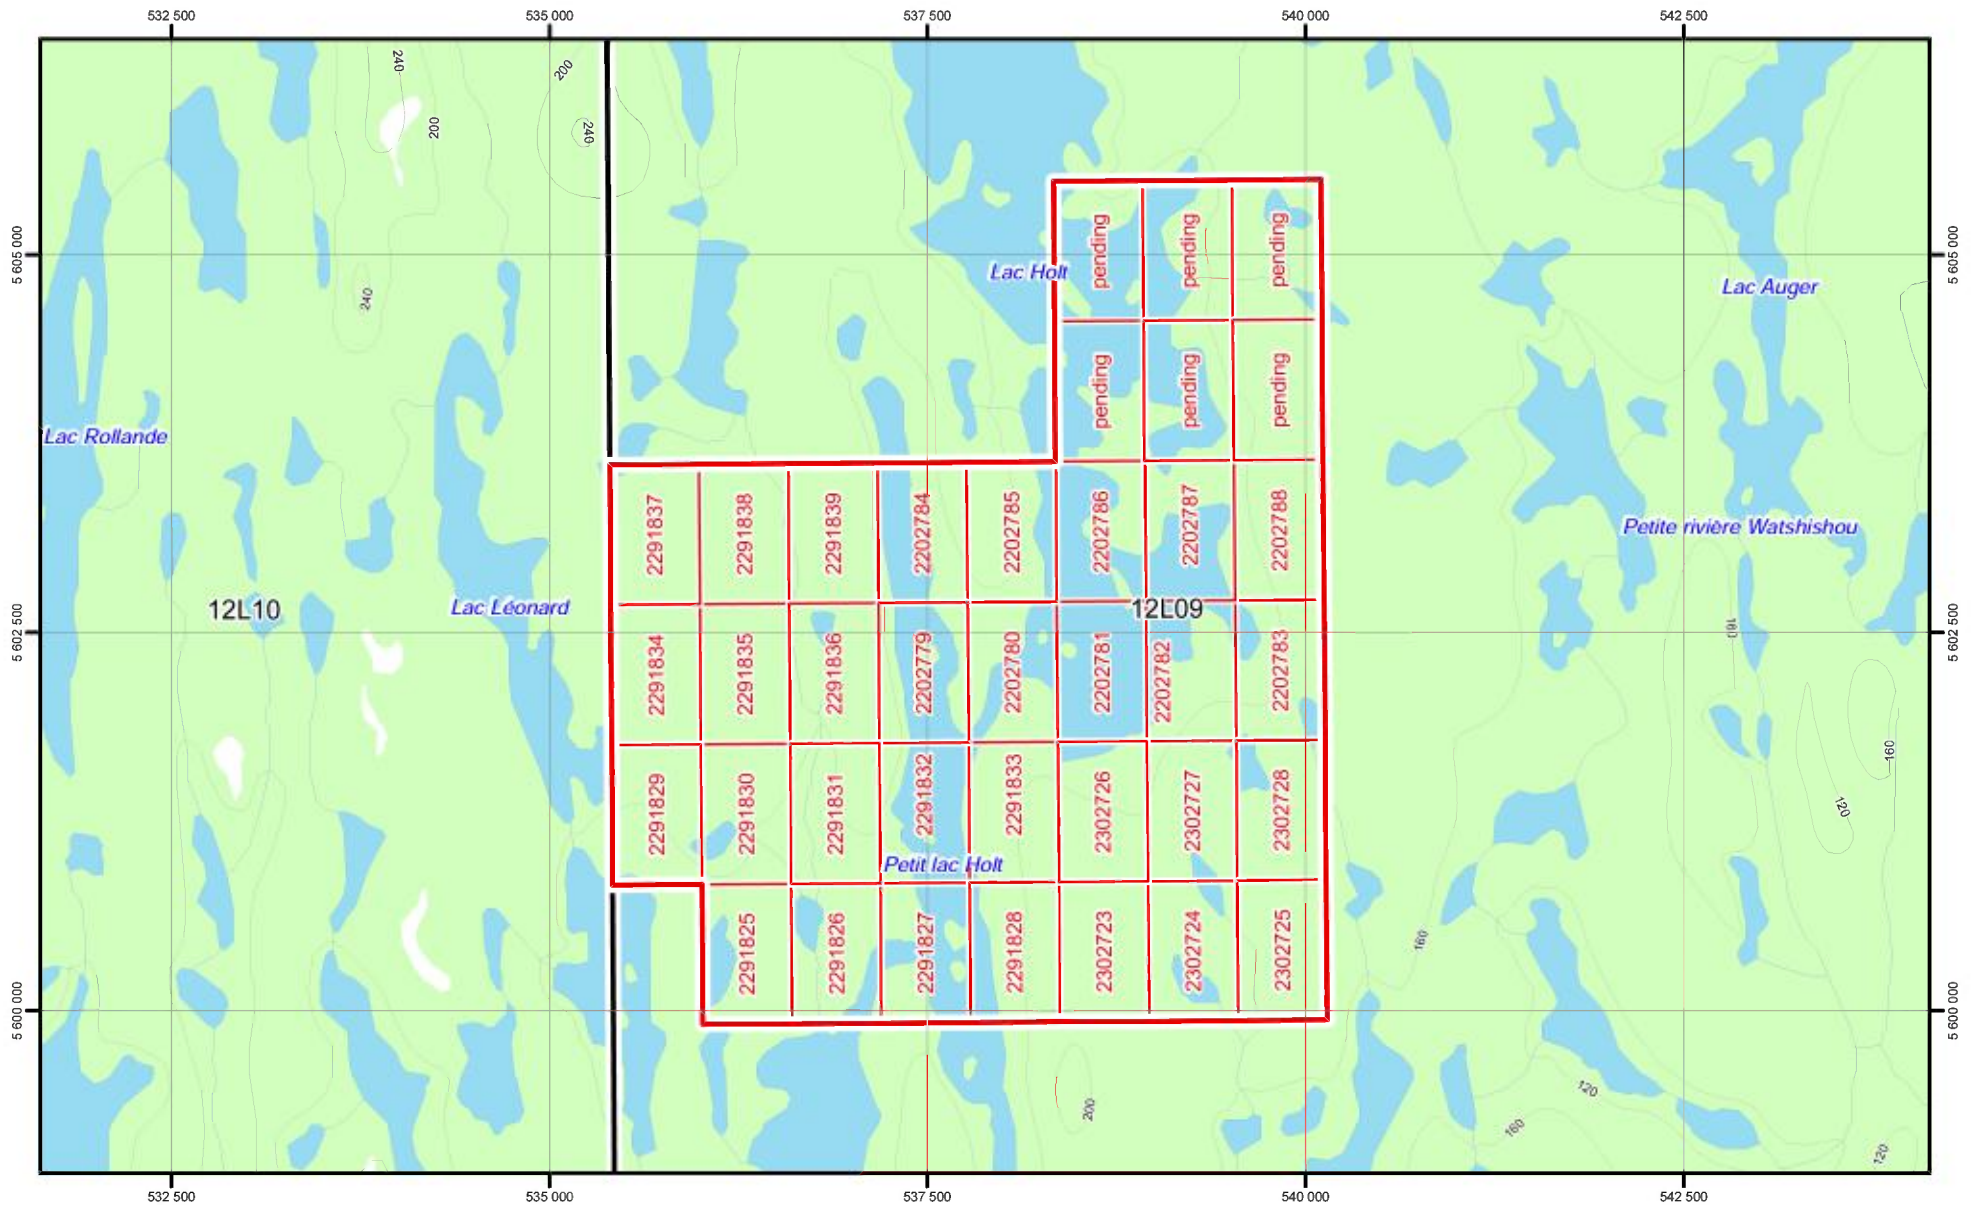 532 500
535 000
537 500
540 000
542 500
240
200
200
240
240
5 605 000
5 605 000
pending
pending
pending
Lac Holt
Lac Auger
pending
pending
pending
Lac Rollande
2291837
2291838
2291839
2202784
2202785
2202786
2202787
2202788
Petite rivière Watshishou
12L10
Lac Léonard
12L09
5 602 500
5 602 500
160
2291834
2291835
2291836
2202779
2202780
2202781
2202782
2202783
160
120
2291829
2291830
2291831
2291832
2291833
2302726
2302727
2302728
Petit lac Holt
2291825
2291826
2291827
2291828
2302723
2302724
2302725
160
5 600 000
5 600 000
200
120
160
120
532 500
535 000
537 500
540 000
542 500